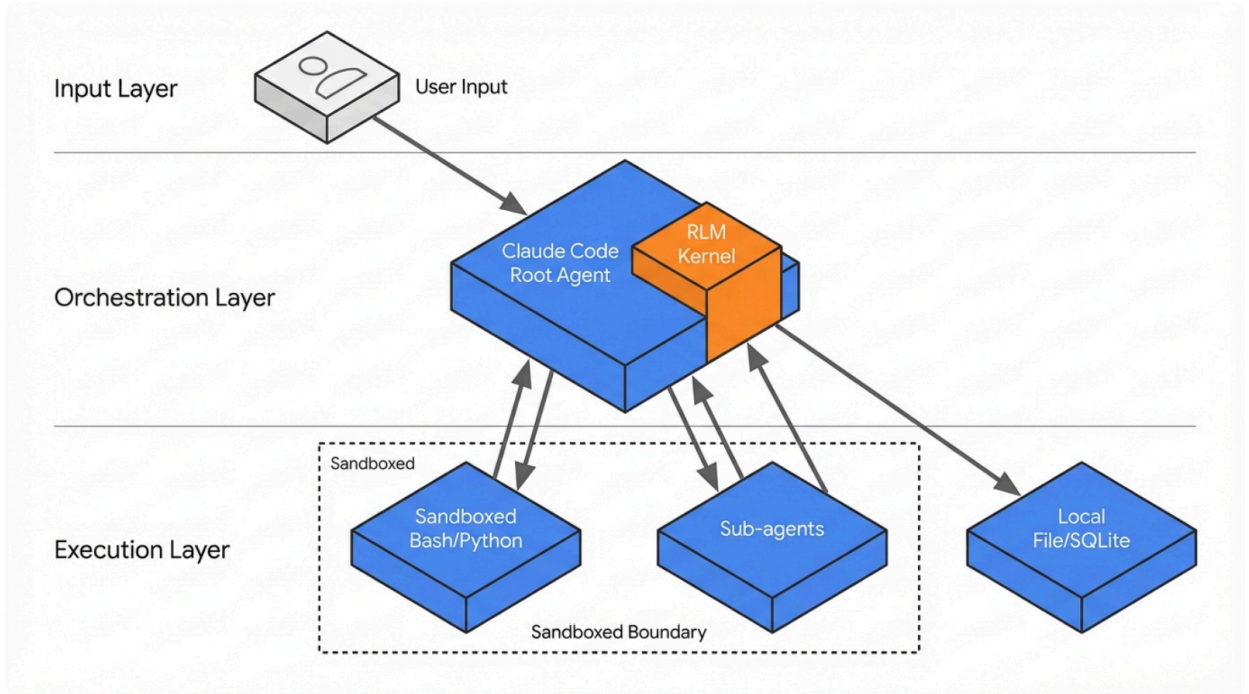 Input Layer
User Input
Claude Code
Root Agent
RLM
Kernel
Orchestration Layer
Sandboxed
Sandboxed
Bash/Python
Sub-agents
Local
File/SQLite
Execution Layer
Sandboxed Boundary